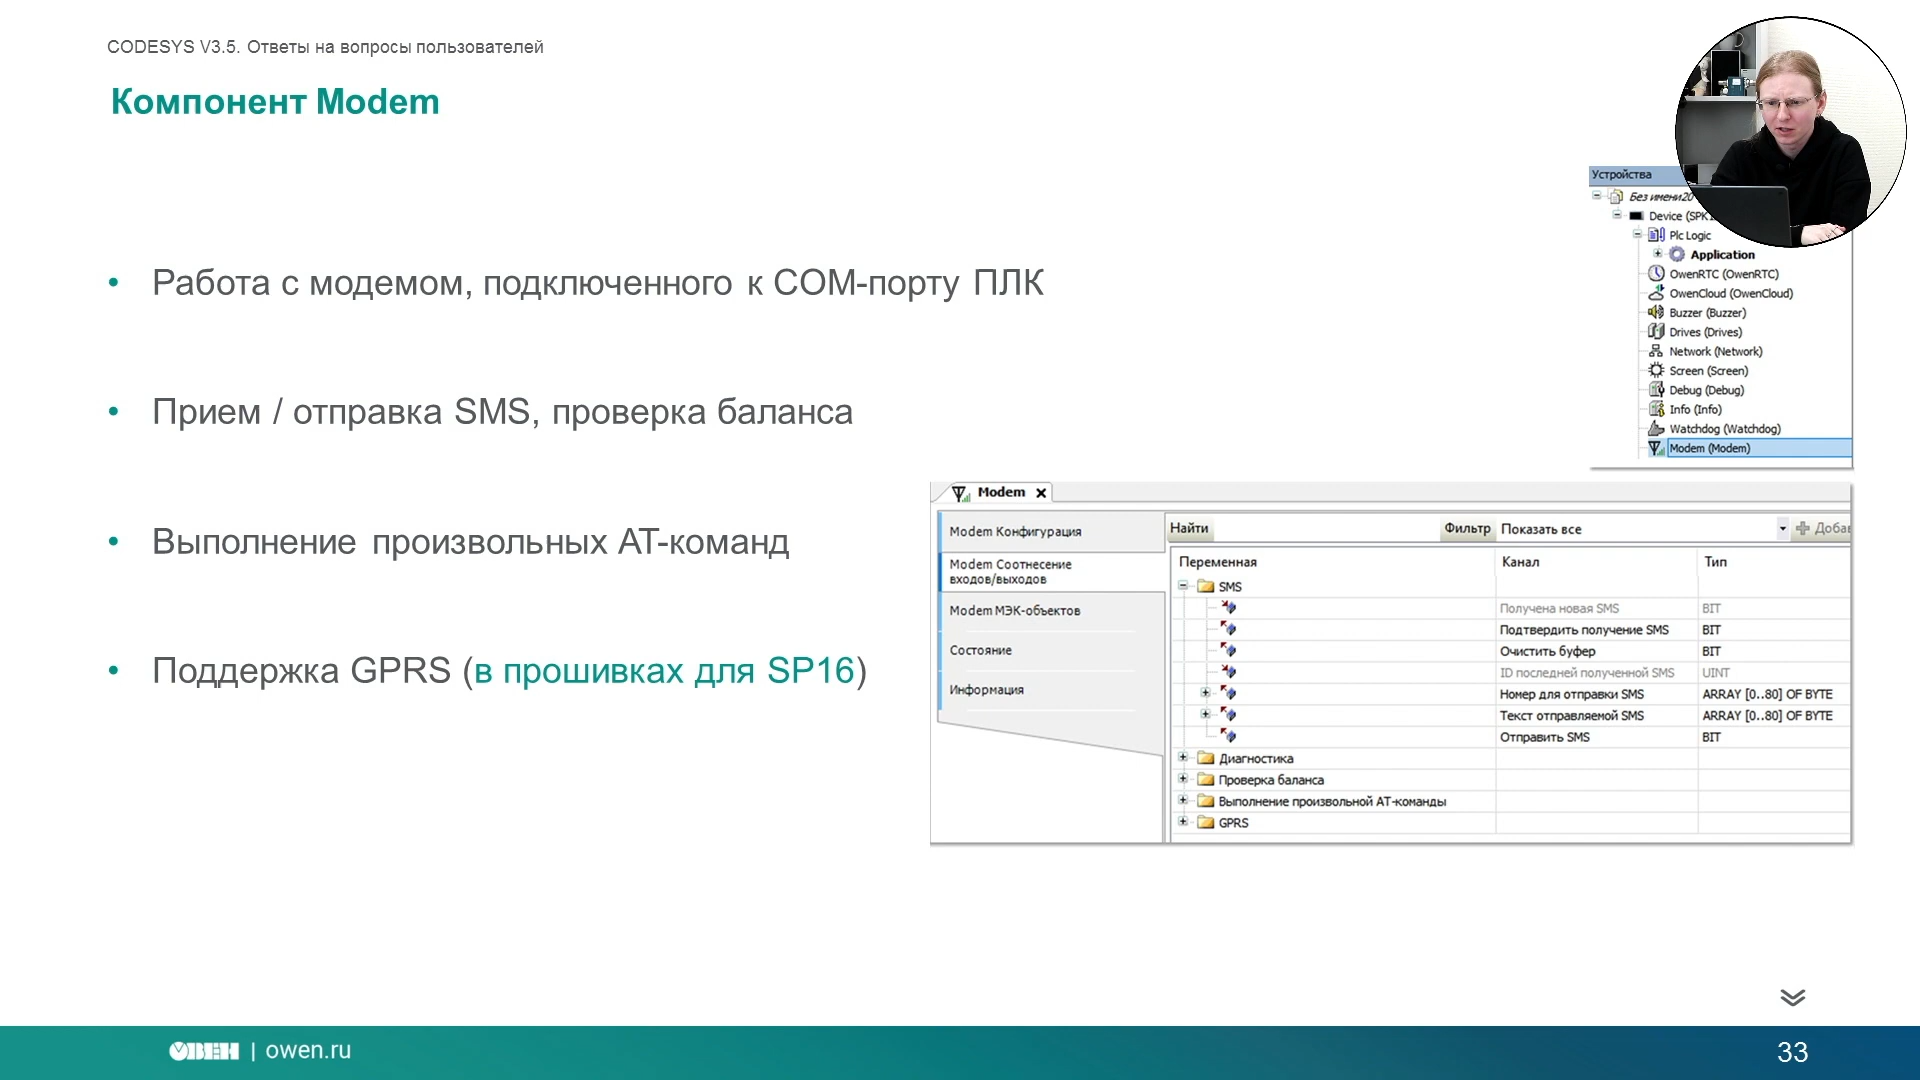 CODESYS V3.5. Ответы на вопросы пользователей
Компонент Modem
• Работа с модемом, подключенного к COM-порту ПЛК
• Прием / отправка SMS, проверка баланса
• Выполнение произвольных АТ-команд
• Поддержка GPRS (в прошивках для SP16)
Устройства
Без имени20
Device (SPK1
Plc Logic
Application
OwenRTC (OwenRTC)
OwenCloud (OwenCloud)
Buzzer (Buzzer)
Drives (Drives)
Network (Network)
Screen (Screen)
Debug (Debug)
Info (Info)
Watchdog (Watchdog)
Modem (Modem)
Modem
Modem Конфигурация
Modem Соотнесение
входов/выходов
Modem МЭК-объектов
Состояние
Информация
Найти Фильтр Показать все Добав
Переменная Канал Тип
SMS
Получена новая SMS BIT
Подтвердить получение SMS BIT
Очистить буфер BIT
ID последней полученной SMS UINT
Номер для отправки SMS ARRAY [0..80] OF BYTE
Текст отправляемой SMS ARRAY [0..80] OF BYTE
Отправить SMS BIT
Диагностика
Проверка баланса
Выполнение произвольной АТ-команды
GPRS
ОВЕН | owen.ru
33